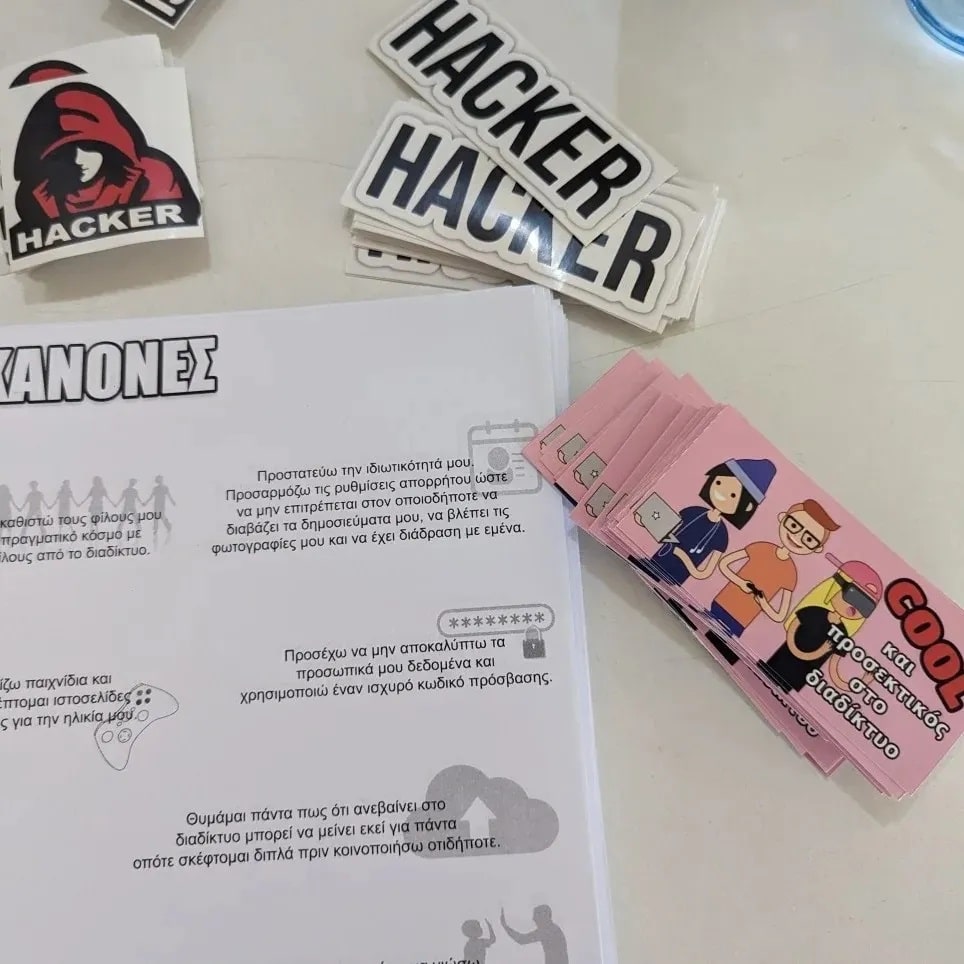 HACKER
HACKER
HACKER
ΚΑΝΟΝΕΣ
Προστατεύω την ιδιωτικότητά μου.
Προσαρμόζω τις ρυθμίσεις απορρήτου ώστε
να μην επιτρέπεται στον οποιοδήποτε να
διαβάζει τα δημοσιεύματα μου, να βλέπει τις
φωτογραφίες μου και να έχει διάδραση με εμένα.
καθιστώ τους φίλους μου
πραγματικό κόσμο με
από το διαδίκτυο.
********
Προσέχω να μην αποκαλύπτω τα
προσωπικά μου δεδομένα και
χρησιμοποιώ έναν ισχυρό κωδικό πρόσβασης.
παιχνίδια και
ιστοσελίδες
για την ηλικία μου.
Θυμάμαι πάντα πως ότι ανεβαίνει στο
διαδίκτυο μπορεί να μείνει εκεί για πάντα
οπότε σκέφτομαι διπλά πριν κοινοποιήσω οτιδήποτε.
COOL
και
προσεκτικός
στο
διαδίκτυο